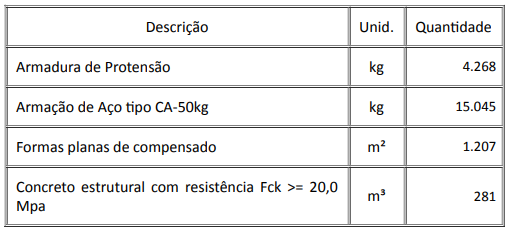 Descrição Unid. Quantidade
Armadura de Protensão kg 4.268
Armação de Aço tipo CA-50kg kg 15.045
Formas planas de compensado m² 1.207
Concreto estrutural com resistência Fck >= 20,0
Mpa m³ 281